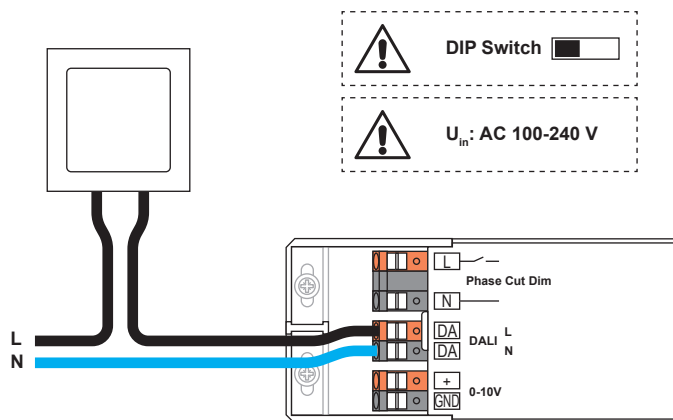 DIP Switch
Uin: AC 100-240 V
L
Phase Cut Dim
N
L
DA
DALI
L
N
DA
N
+
0-10V
GND